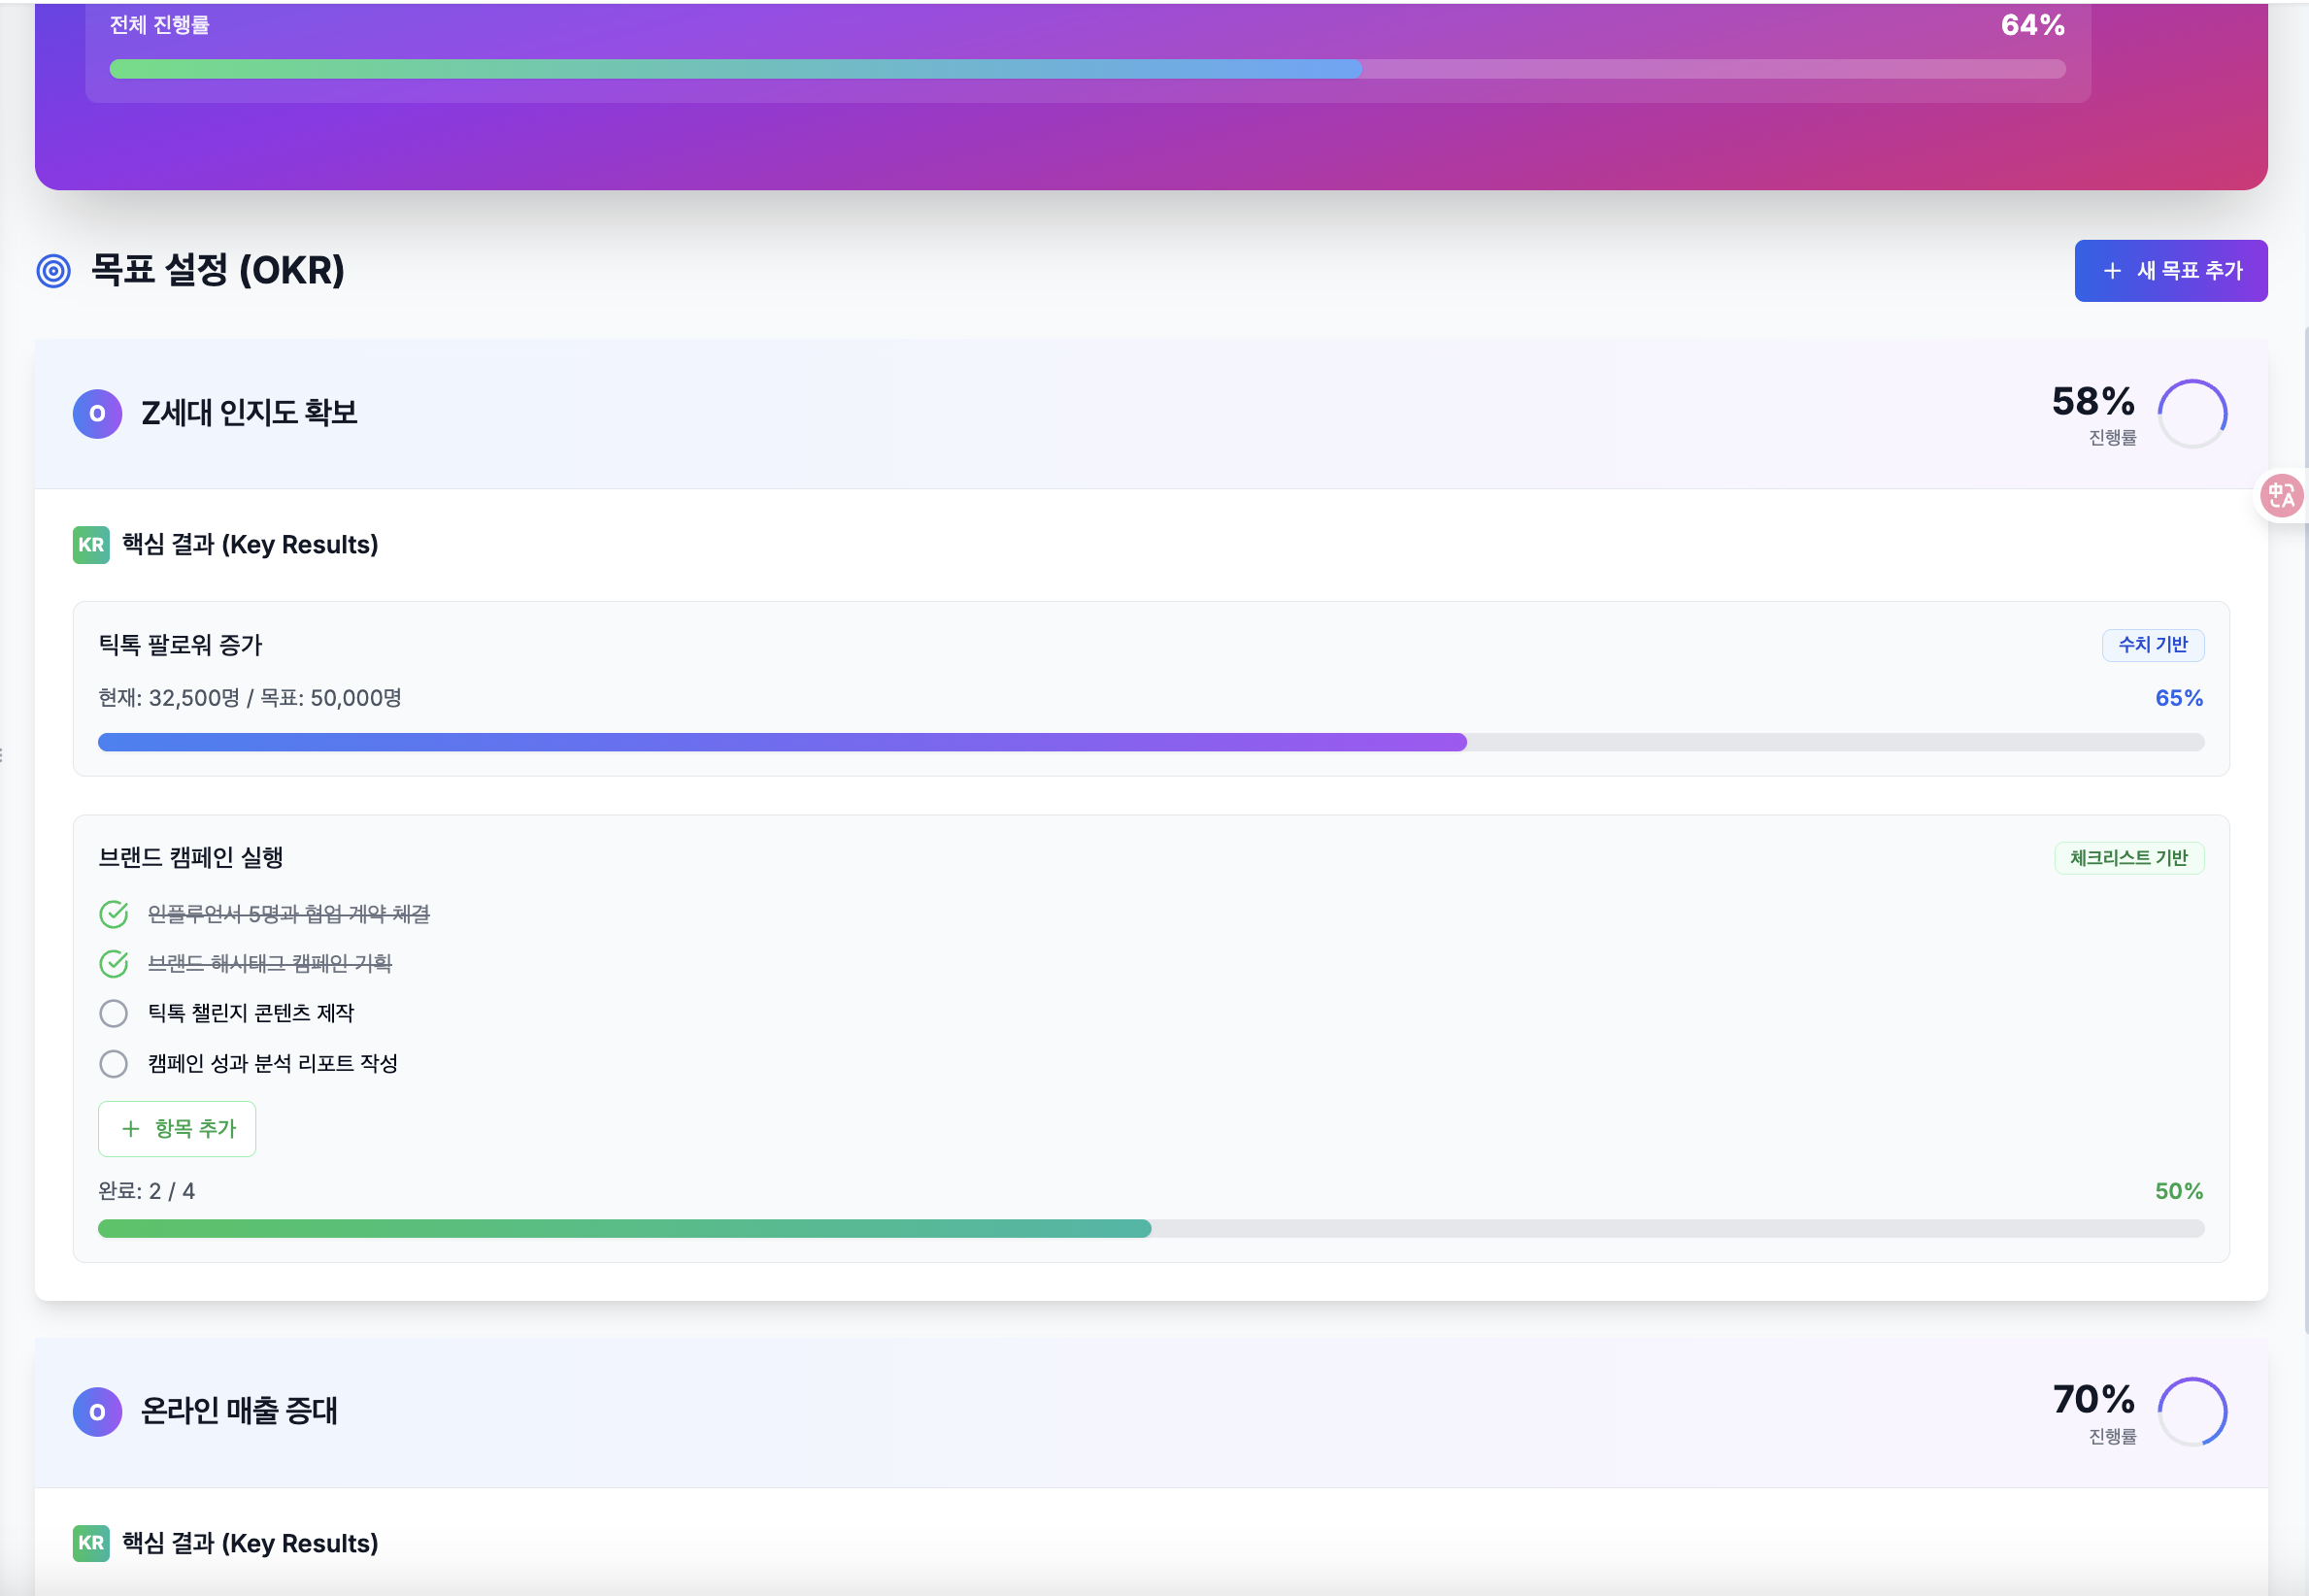 전체 진행률
64%
목표 설정 (OKR)
+ 새 목표 추가
O
Z세대 인지도 확보
58%
진행률
中A
KR 핵심 결과 (Key Results)
틱톡 팔로워 증가
수치 기반
현재: 32,500명 / 목표: 50,000명
65%
브랜드 캠페인 실행
체크리스트 기반
인플루언서 5명과 협업 계약 체결
브랜드 해시태그 캠페인 기획
틱톡 챌린지 콘텐츠 제작
캠페인 성과 분석 리포트 작성
+ 항목 추가
완료: 2 / 4
50%
O
온라인 매출 증대
70%
진행률
KR 핵심 결과 (Key Results)